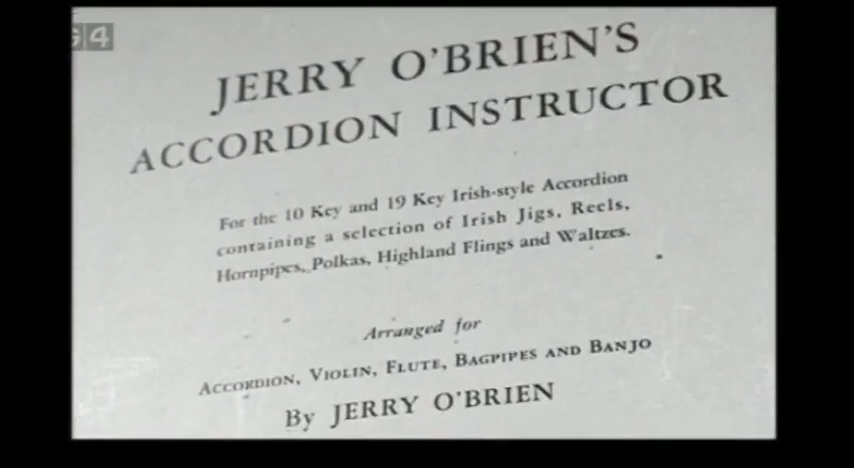 G4
JERRY O'BRIEN'S
ACCORDION INSTRUCTOR
For the 10 Key and 19 Key Irish-style Accordion
containing a selection of Irish Jigs, Reels,
Hornpipes, Polkas, Highland Flings and Waltzes.
Arranged for
ACCORDION, VIOLIN, FLUTE, BAGPIPES AND BANJO
By JERRY O'BRIEN